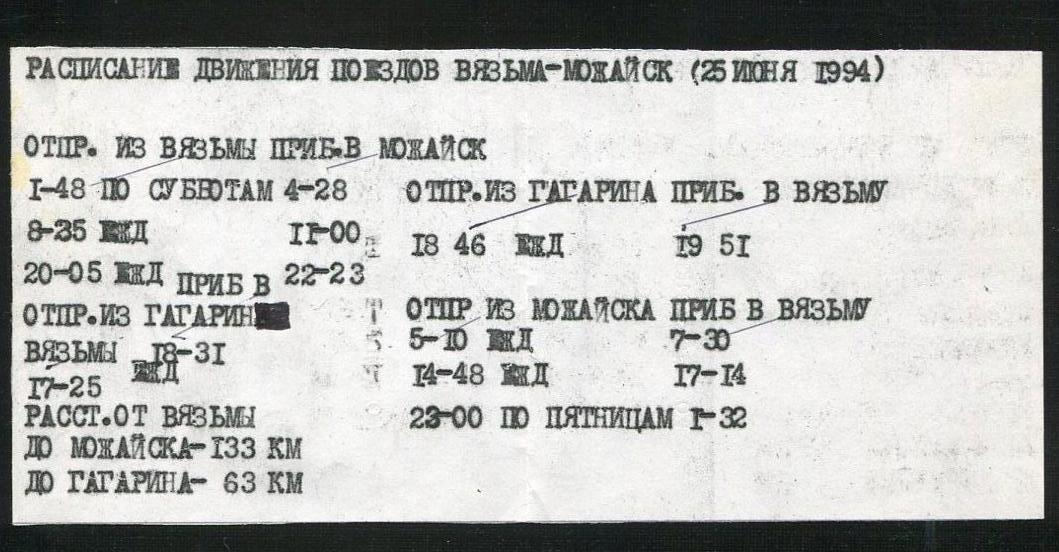 РАСПИСАНИЕ ДВИЖЕНИЯ ПОЕЗДОВ ВЯЗЬМА-МОЖАЙСК (25 ИЮНЯ 1994)
ОТПР. ИЗ ВЯЗЬМЫ ПРИБ.В МОЖАЙСК
1-48 ПО СУББОТАМ 4-28
8-25 ЕЖД 11-00
20-05 ЕЖД 22-23
ПРИБ В
ОТПР.ИЗ ГАГАРИН
ВЯЗЬМЫ 18-31
17-25 ЕЖД
РАССТ.ОТ ВЯЗЬМЫ
ДО МОЖАЙСКА-133 КМ
ДО ГАГАРИНА- 63 КМ
ОТПР.ИЗ ГАГАРИНА ПРИБ. В ВЯЗЬМУ
18 46 ЕЖД 19 51
ОТПР ИЗ МОЖАЙСКА ПРИБ В ВЯЗЬМУ
5-10 ЕЖД 7-30
14-48 ЕЖД 17-14
23-00 ПО ПЯТНИЦАМ 1-32